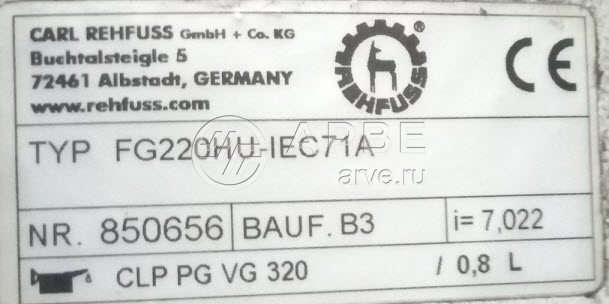 CARL REHFUSS GmbH + Co. KG
Buchtalsteigle 5
72461 Albstadt, GERMANY
www.rehfuss.com
REHFUSS
®
CE
TYP FG220HU-IEC71A
ARBE
arve.ru
NR. 850656 BAUF. B3 i= 7,022
CLP PG VG 320 / 0,8 L